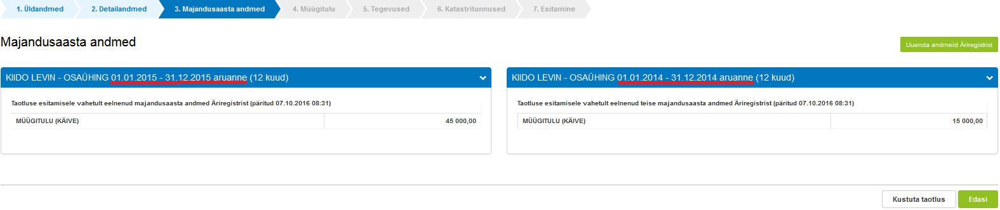 1. Üldandmed 2. Detailandmed 3. Majandusaasta andmed 4. Müügitulu 5. Tegevused 6. Katastritunnused 7. Esitamine
Majandusaasta andmed
Uuenda andmeid Äriregistrist
KIIDO LEVIN - OSAÜHING 01.01.2015 - 31.12.2015 aruanne (12 kuud)
Taotluse esitamisele vahetult eelnenud majandusaasta andmed Äriregistrist (päritud 07.10.2016 08:31)
MÜÜGITULU (KÄIVE) 45 000,00
KIIDO LEVIN - OSAÜHING 01.01.2014 - 31.12.2014 aruanne (12 kuud)
Taotluse esitamisele vahetult eelnenud teise majandusaasta andmed Äriregistrist (päritud 07.10.2016 08:31)
MÜÜGITULU (KÄIVE) 15 000,00
Kustuta taotlus Edasi